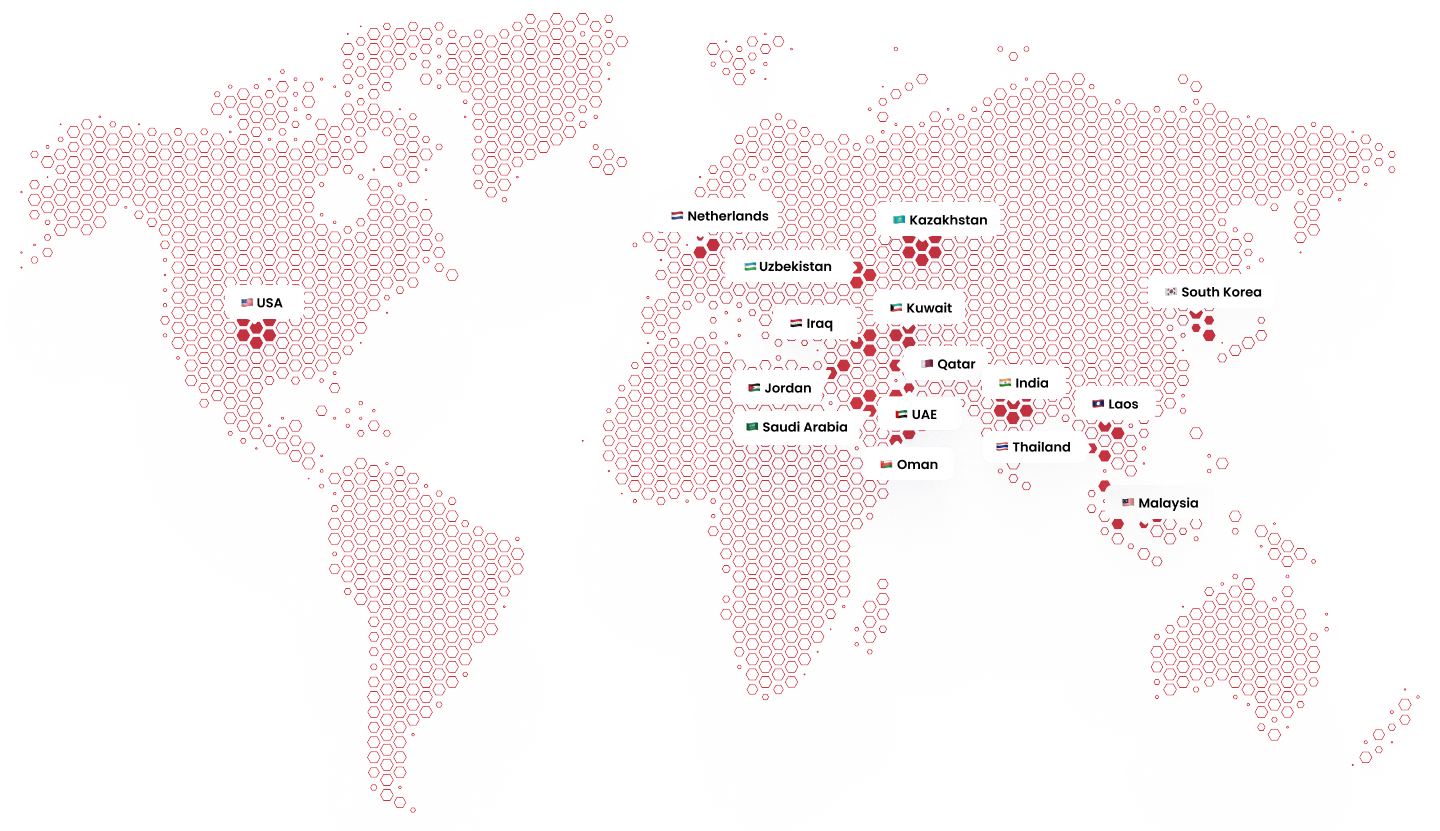 Netherlands
Kazakhstan
Uzbekistan
South Korea
USA
Kuwait
Iraq
Qatar
India
Jordan
Laos
UAE
Saudi Arabia
Thailand
Oman
Malaysia